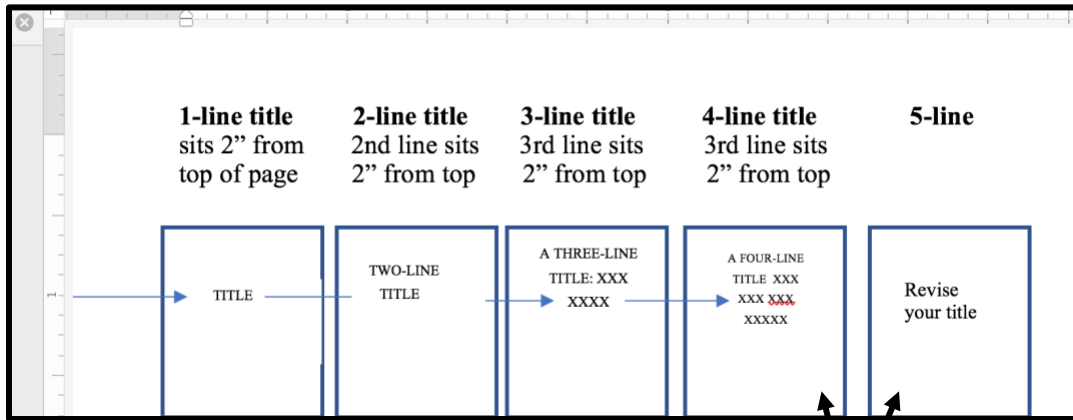 1-line title
sits 2” from
top of page
2-line title
2nd line sits
2” from top
3-line title
3rd line sits
2” from top
4-line title
3rd line sits
2” from top
5-line
TITLE
TWO-LINE
TITLE
A THREE-LINE
TITLE: XXX
XXXX
A FOUR-LINE
TITLE XXX
XXX XXX
XXXXX
Revise
your title
1